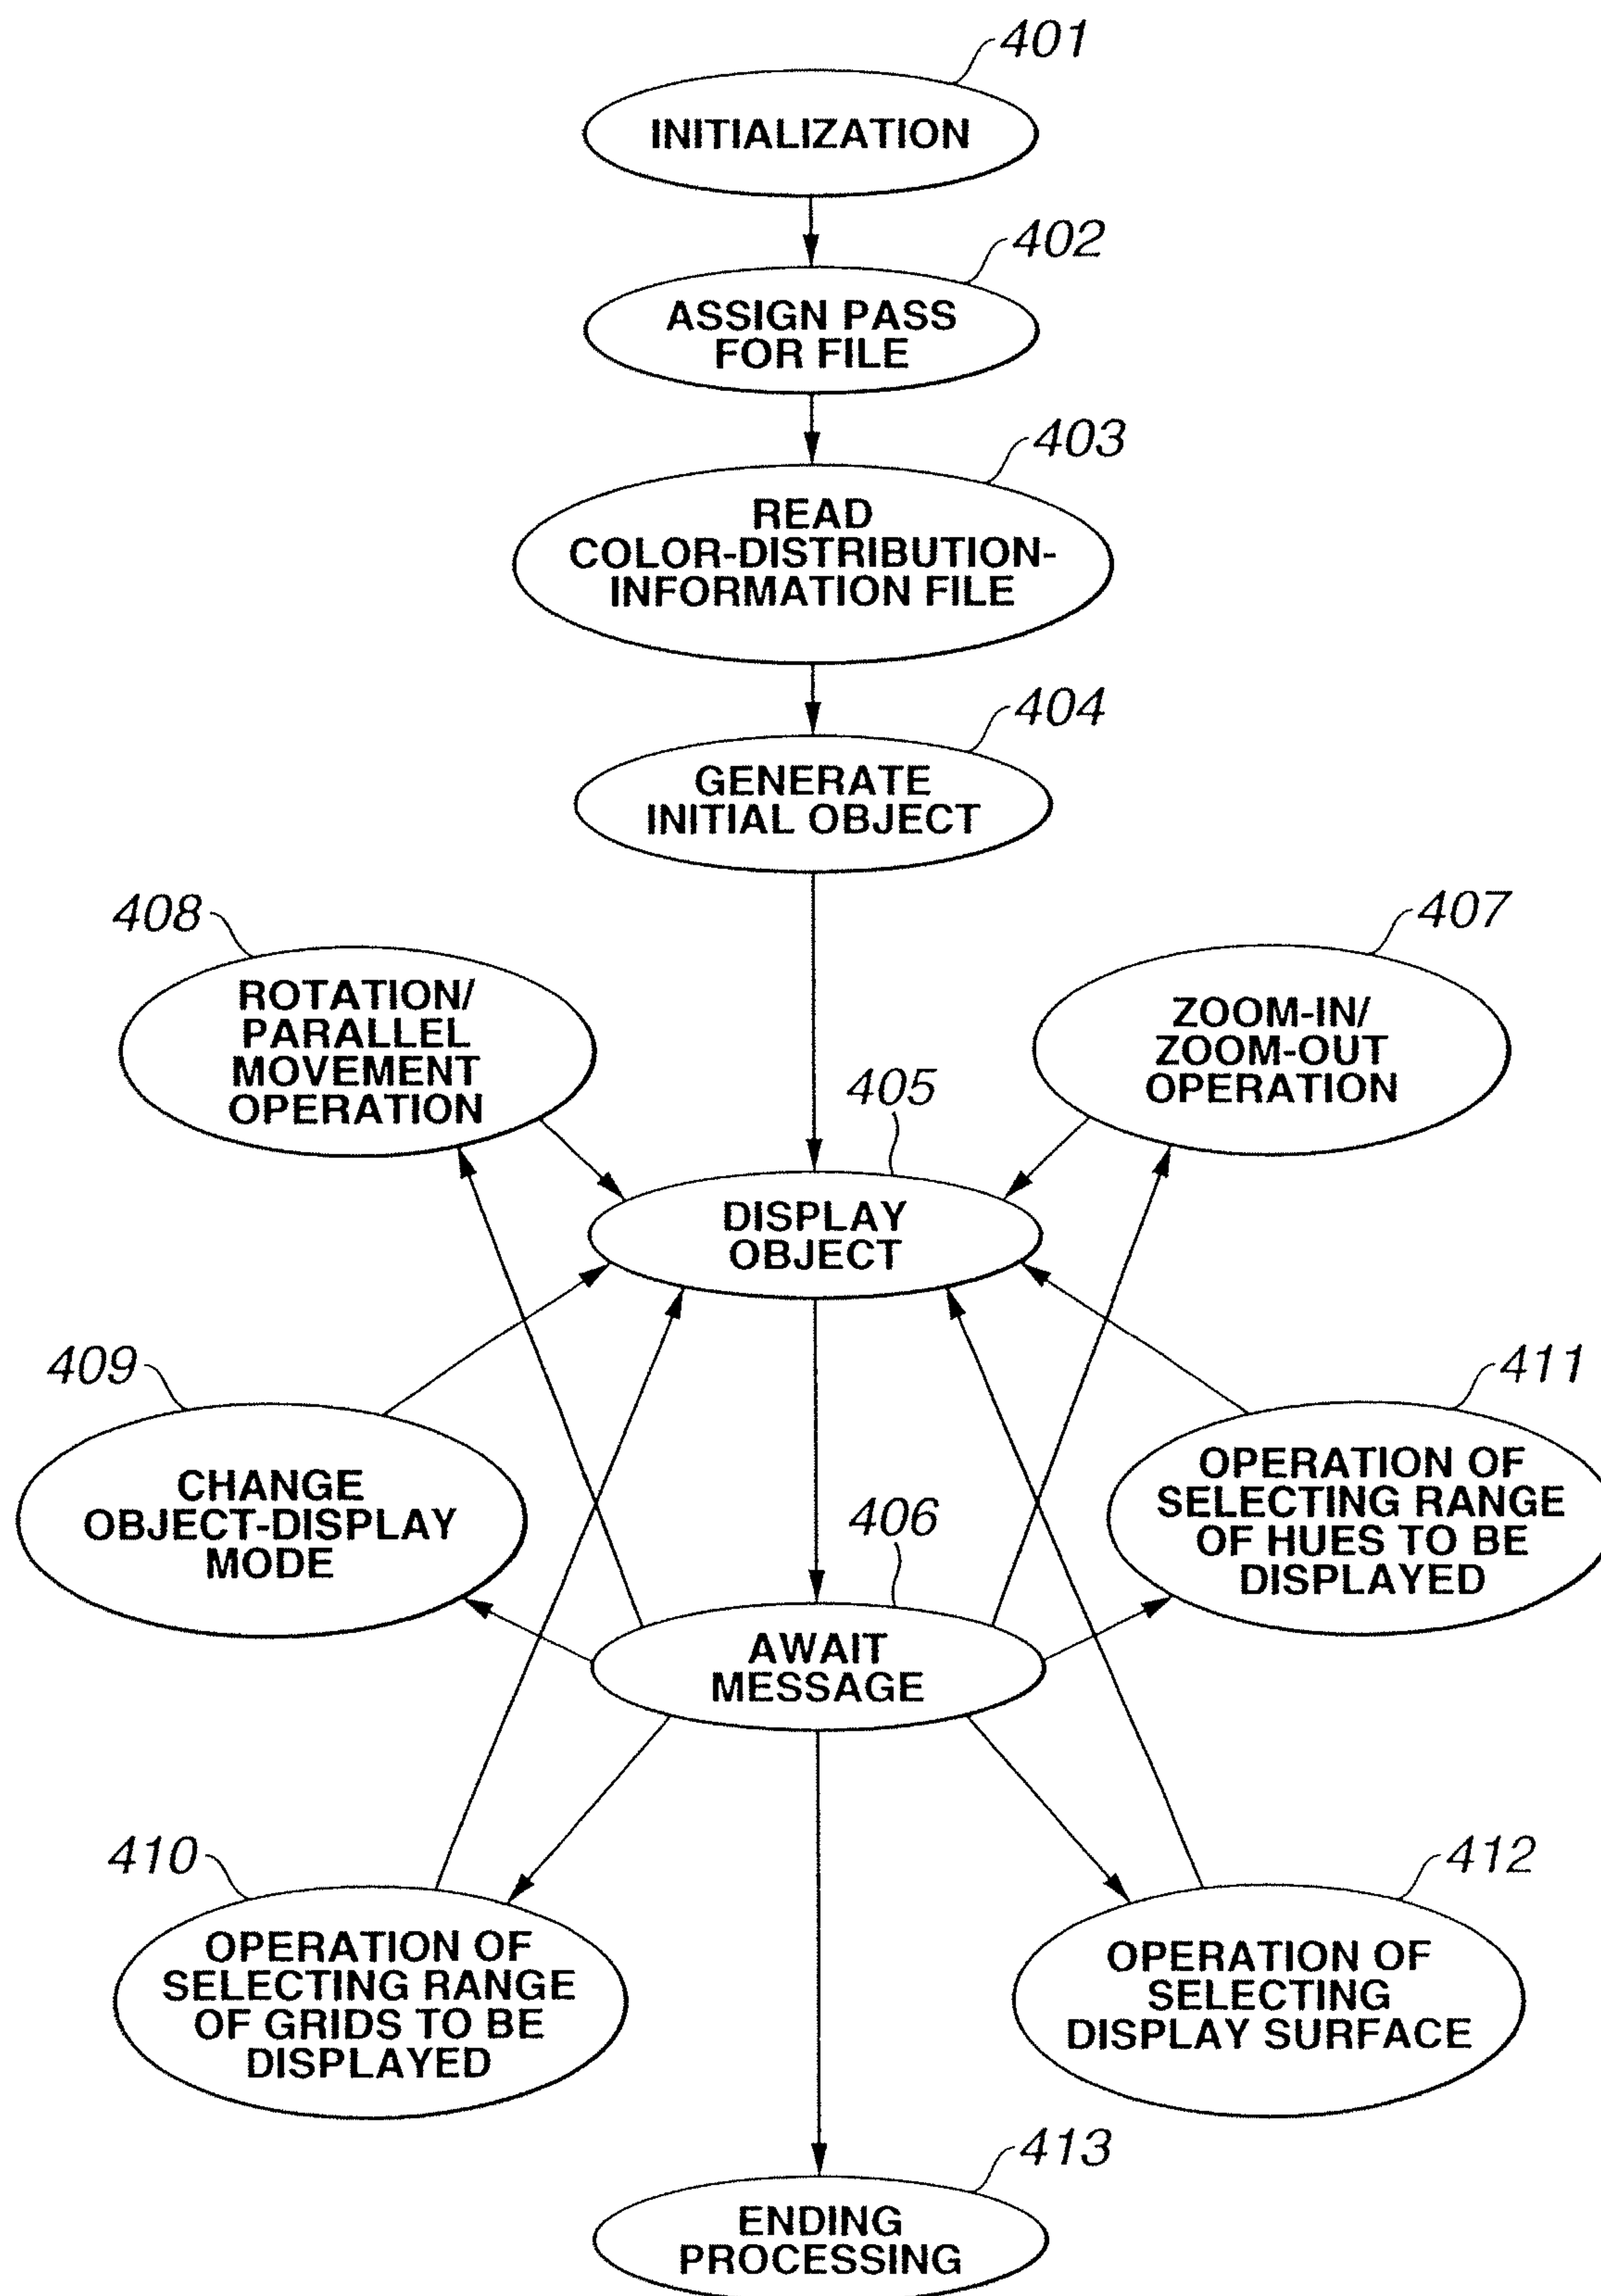 401
INITIALIZATION
402
ASSIGN PASS
FOR FILE
403
READ
COLOR-DISTRIBUTION-
INFORMATION FILE
404
GENERATE
INITIAL OBJECT
408
ROTATION/
PARALLEL
MOVEMENT
OPERATION
407
ZOOM-IN/
ZOOM-OUT
OPERATION
405
DISPLAY
OBJECT
409
CHANGE
OBJECT-DISPLAY
MODE
411
OPERATION OF
SELECTING RANGE
OF HUES TO BE
DISPLAYED
406
AWAIT
MESSAGE
410
OPERATION OF
SELECTING RANGE
OF GRIDS TO BE
DISPLAYED
412
OPERATION OF
SELECTING
DISPLAY SURFACE
413
ENDING
PROCESSING